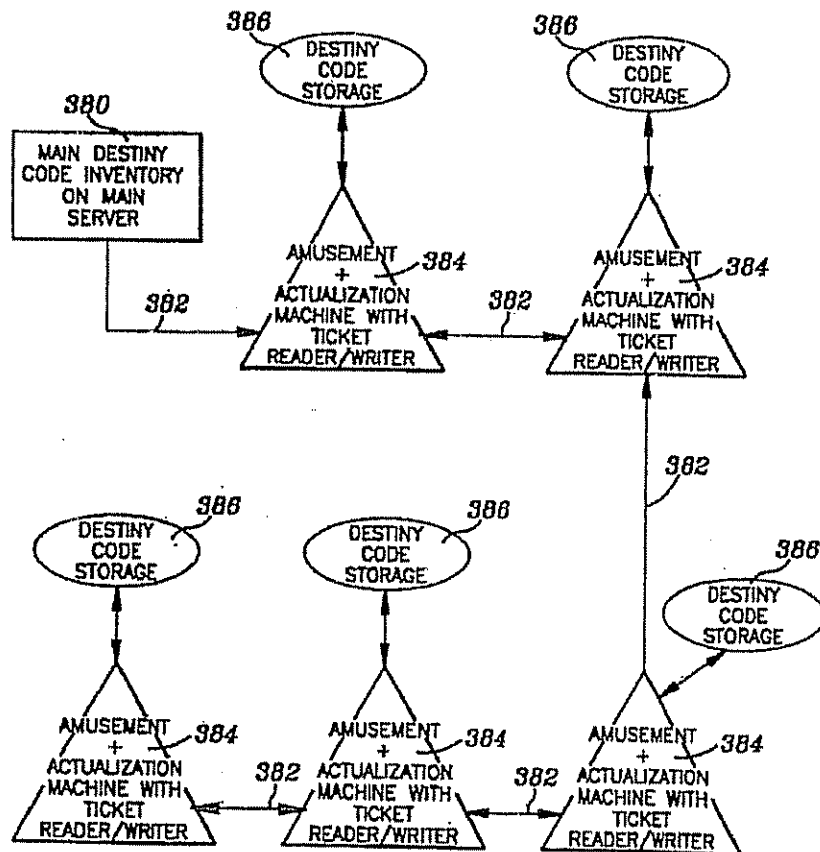 386
DESTINY
CODE
STORAGE
386
DESTINY
CODE
STORAGE
380
MAIN DESTINY
CODE INVENTORY
ON MAIN
SERVER
382
AMUSEMENT
+
384
ACTUALIZATION
MACHINE WITH
TICKET
READER/WRITER
382
AMUSEMENT
+
384
ACTUALIZATION
MACHINE WITH
TICKET
READER/WRITER
382
386
DESTINY
CODE
STORAGE
386
DESTINY
CODE
STORAGE
386
DESTINY
CODE
STORAGE
AMUSEMENT
+
384
ACTUALIZATION
MACHINE WITH
TICKET
READER/WRITER
382
AMUSEMENT
+
384
ACTUALIZATION
MACHINE WITH
TICKET
READER/WRITER
382
AMUSEMENT
+
384
ACTUALIZATION
MACHINE WITH
TICKET
READER/WRITER